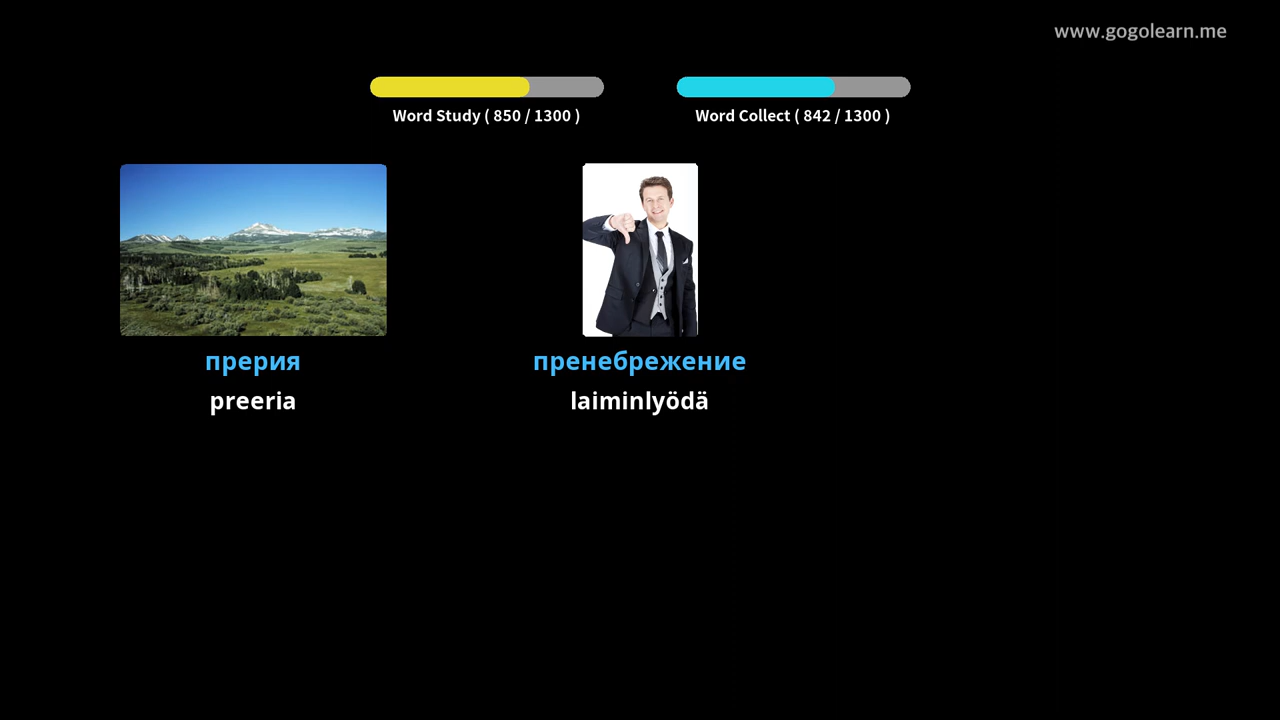 www.gogolearn.me
Word Study ( 850 / 1300 )
Word Collect ( 842 / 1300 )
прерия
пренебрежение
preeria
laiminlyödä